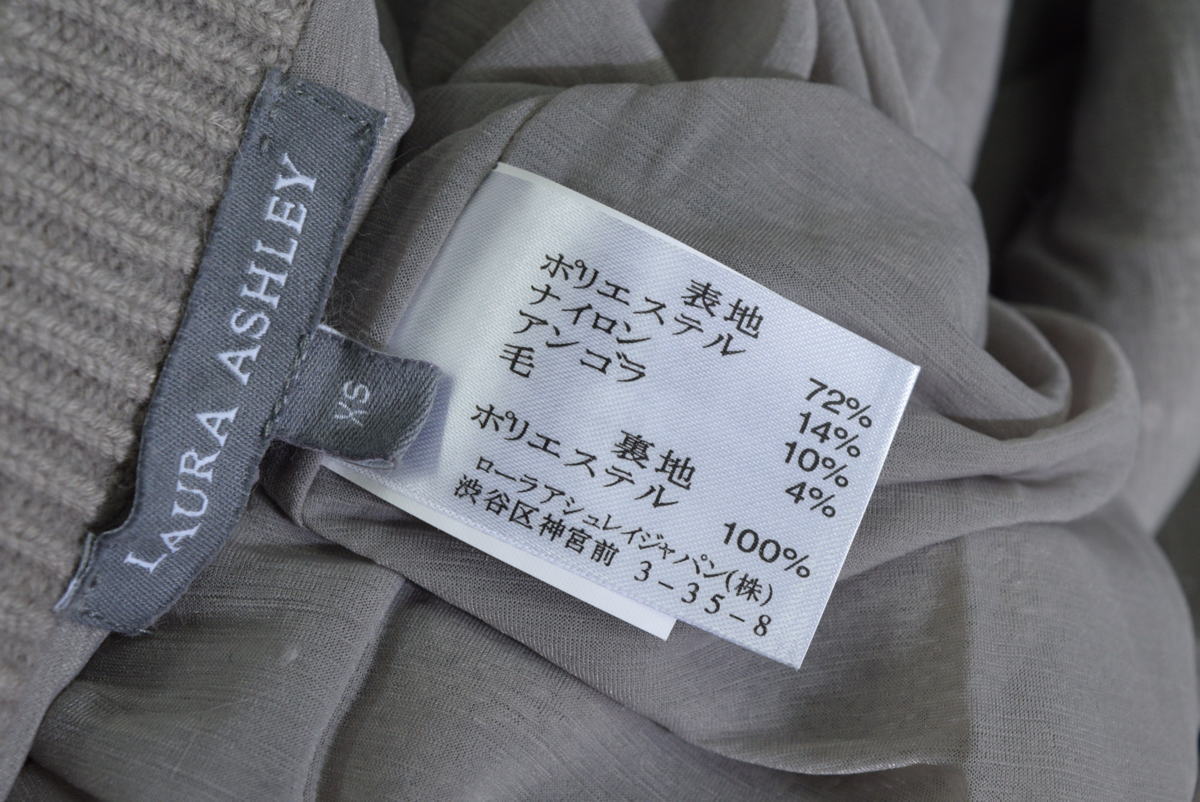 LAURA ASHLEY
XS
表地
ポリエステル 72%
ナイロン 14%
アンゴラ 10%
毛 4%
裏地
ポリエステル 100%
ローラアシュレイジャパン(株)
渋谷区神宮前 3-35-8